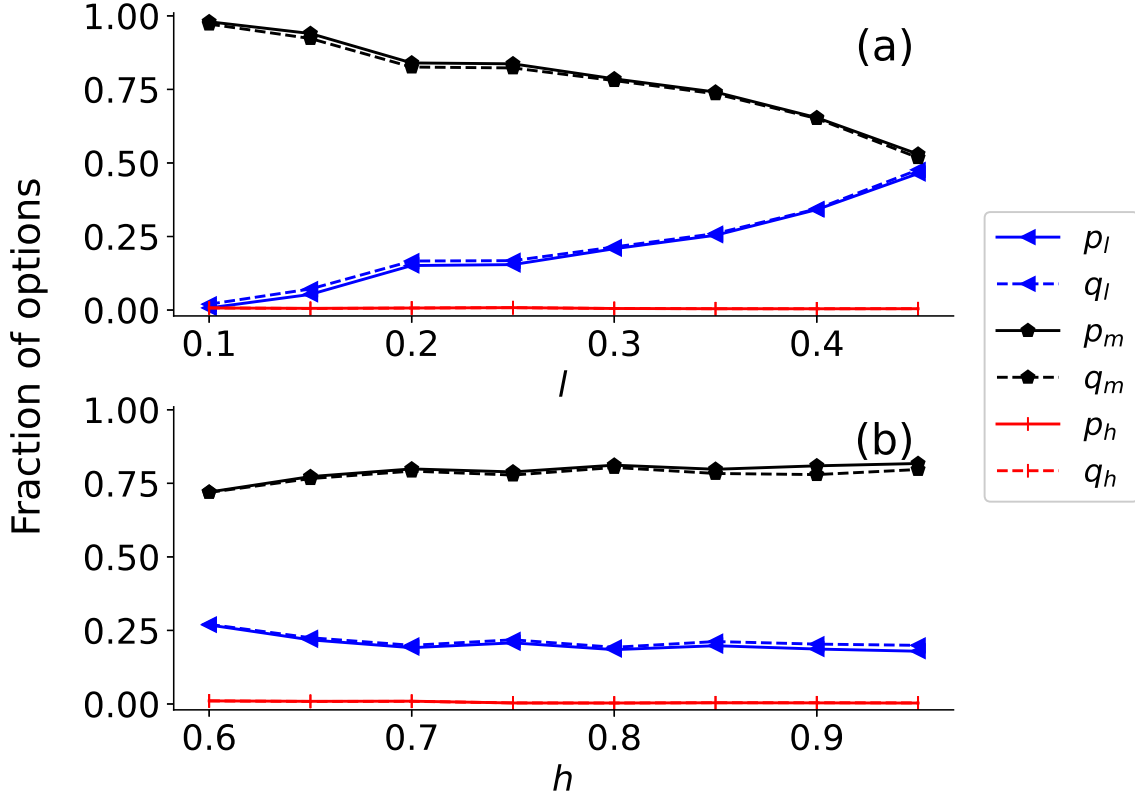 Fraction of options
1.00
0.75
0.50
0.25
0.00
(a)
0.1 0.2 0.3 0.4
l
1.00
0.75
0.50
0.25
0.00
(b)
0.6 0.7 0.8 0.9
h
p_l
q_l
p_m
q_m
p_h
q_h